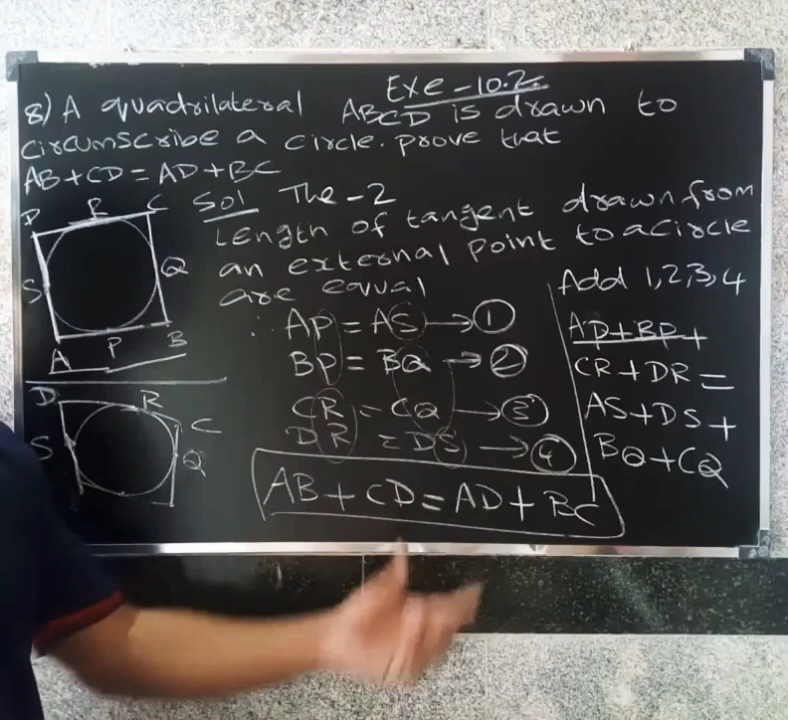 Exe-10.2.
8) A quadrilateral ABCD is drawn to
circumscribe a circle. prove that
AB+CD=AD+BC
Sol The -2
Length of tangent drawn from
an external point to a circle
are equal
D R C
S Q
A P B
∴ AP = AS → 1
BP = BQ → 2
CR = CQ → 3
DR = DS → 4
AB + CD = AD + BC
Add 1,2,3,4
AP+BP+
CR+DR=
AS+DS+
BQ+CQ
D R C
S Q